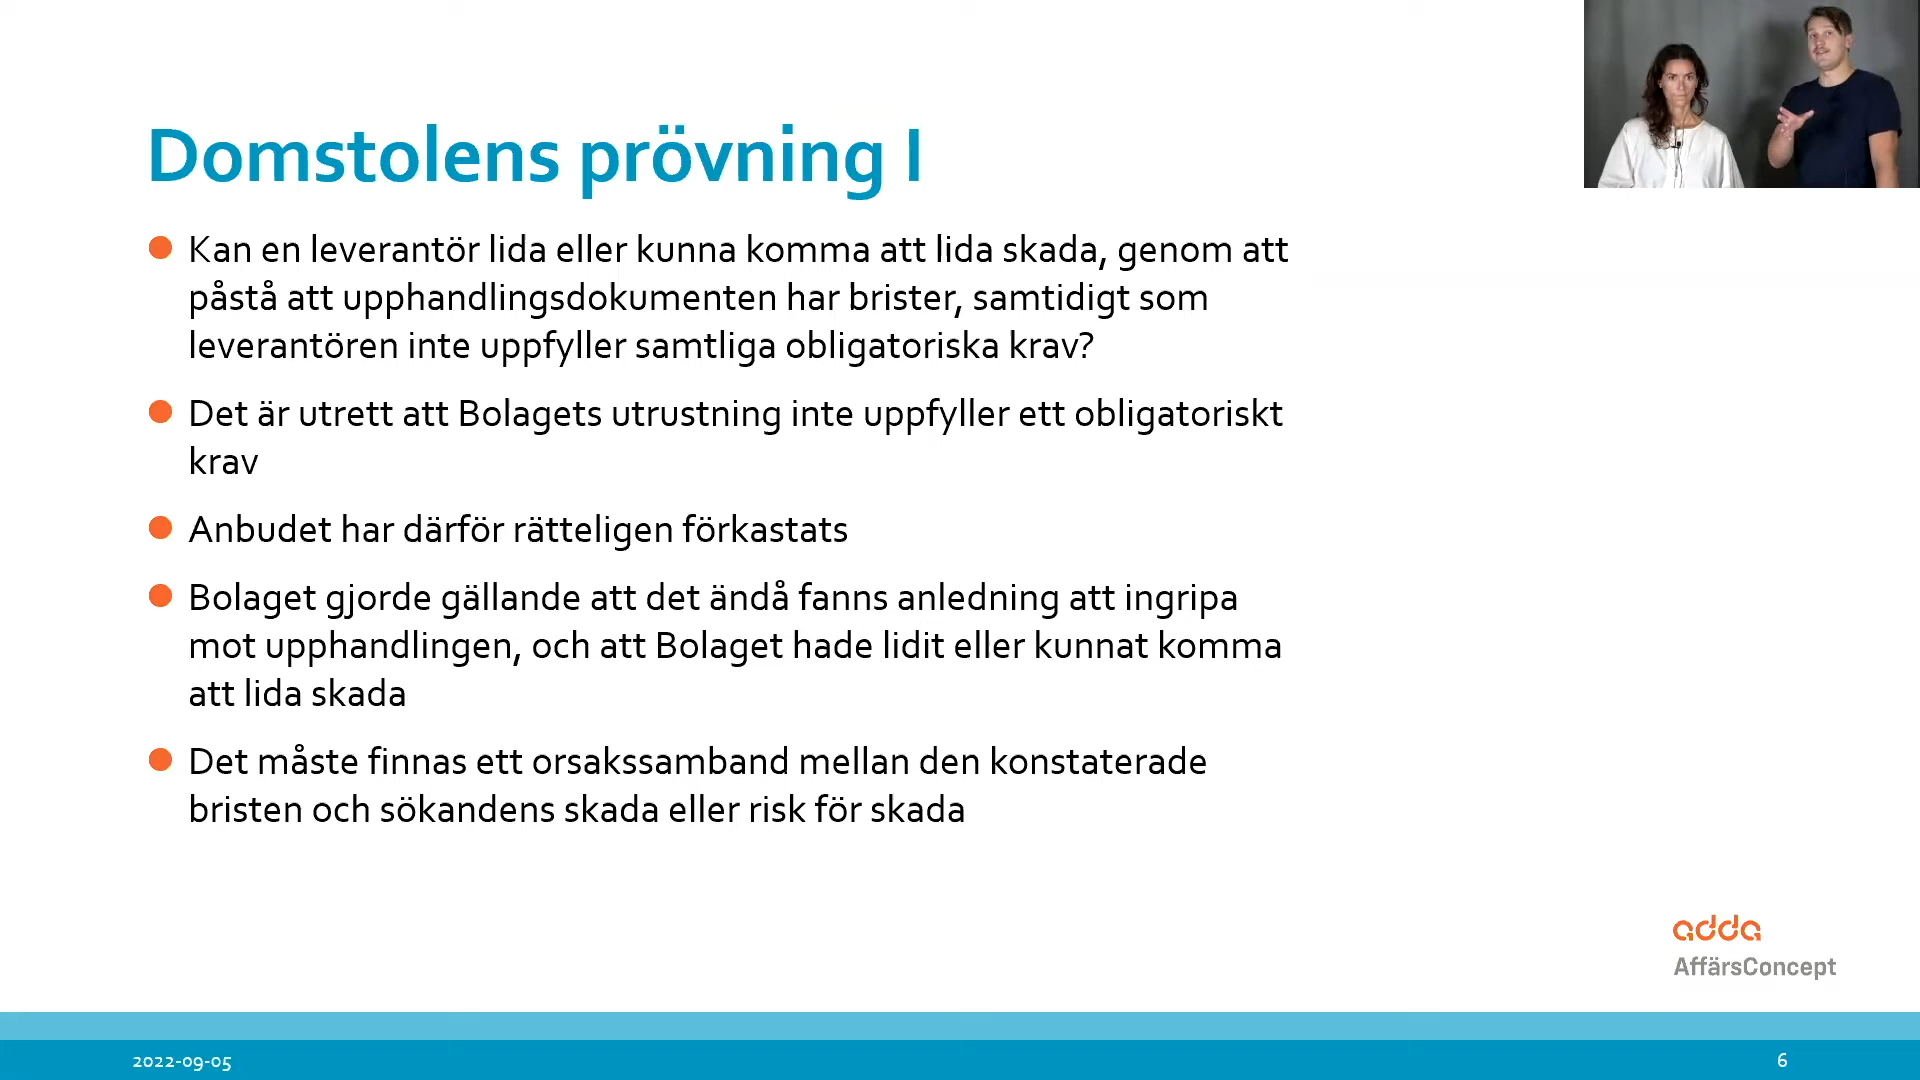 Domstolens prövning I
Kan en leverantör lida eller kunna komma att lida skada, genom att
påstå att upphandlingsdokumenten har brister, samtidigt som
leverantören inte uppfyller samtliga obligatoriska krav?
Det är utrett att Bolagets utrustning inte uppfyller ett obligatoriskt
krav
Anbudet har därför rätteligen förkastats
Bolaget gjorde gällande att det ändå fanns anledning att ingripa
mot upphandlingen, och att Bolaget hade lidit eller kunnat komma
att lida skada
Det måste finnas ett orsakssamband mellan den konstaterade
bristen och sökandens skada eller risk för skada
adda
AffärsConcept
2022-09-05
6